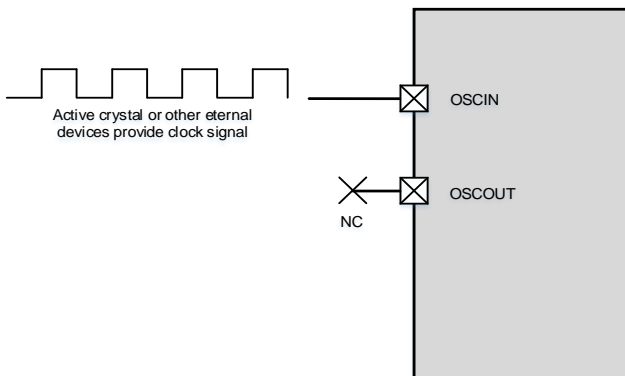 OSCIN
Active crystal or other eternal
devices provide clock signal
OSCOUT
NC